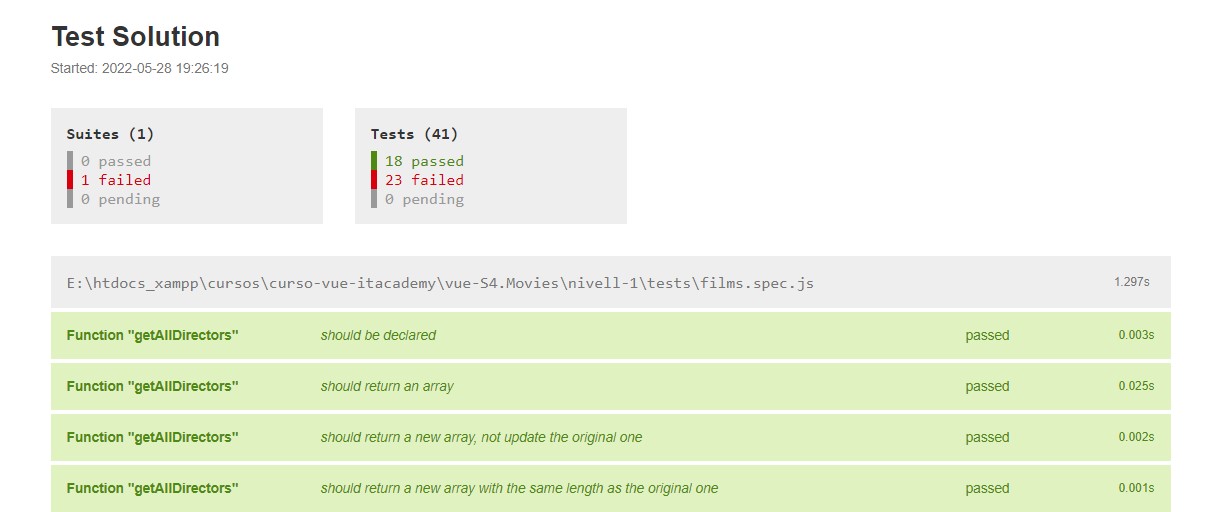 Test Solution
Started: 2022-05-28 19:26:19
Suites (1)
0 passed
1 failed
0 pending
Tests (41)
18 passed
23 failed
0 pending
E:\htdocs_xampp\cursos\curso-vue-itacademy\vue-S4.Movies\nivell-1\tests\films.spec.js 1.297s
Function "getAllDirectors" should be declared passed 0.003s
Function "getAllDirectors" should return an array passed 0.025s
Function "getAllDirectors" should return a new array, not update the original one passed 0.002s
Function "getAllDirectors" should return a new array with the same length as the original one passed 0.001s